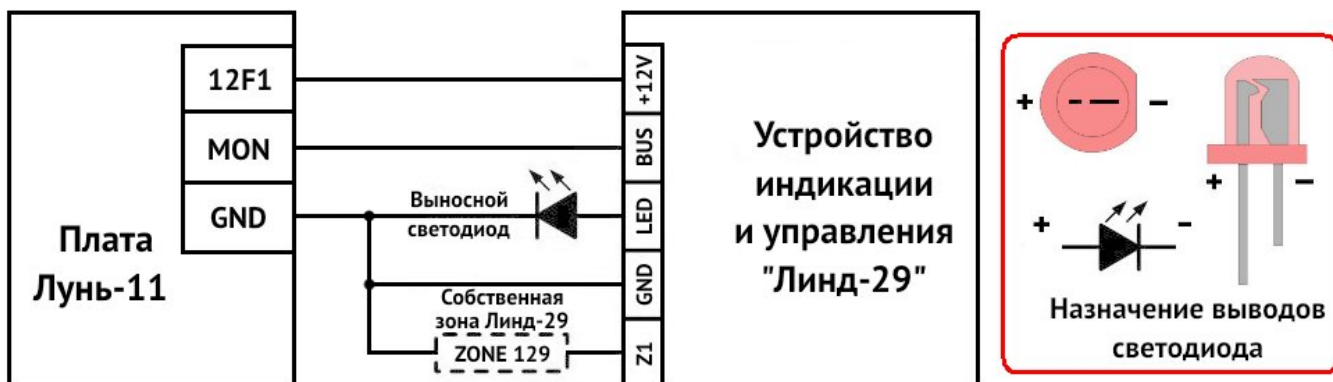 12F1
MON
GND
Плата
Лунь-11
Выносной
светодиод
Собственная
зона Линд-29
ZONE 129
+12V
BUS
LED
GND
Z1
Устройство
индикации
и управления
"Линд-29"
+ - — -
+ -
+ -
Назначение выводов
светодиода